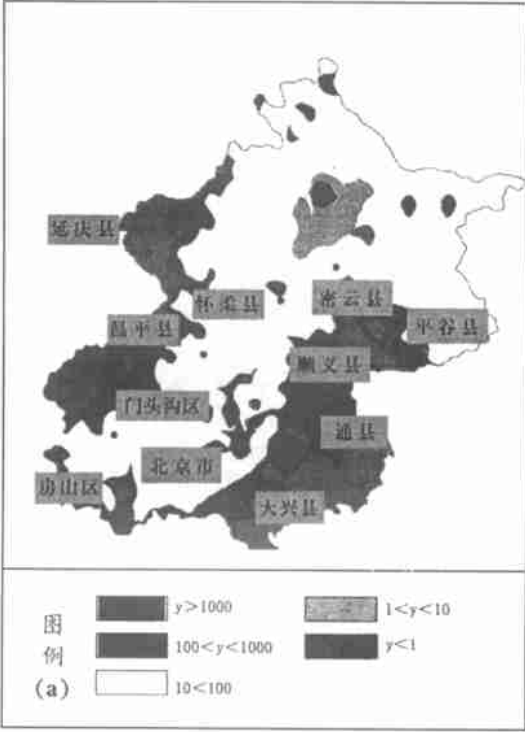 延庆县
怀柔县
密云县
昌平县
平谷县
顺义县
门头沟区
通县
北京市
房山区
大兴县
图例
y>1000
1<y<10
100<y<1000
y<1
(a)
10<100